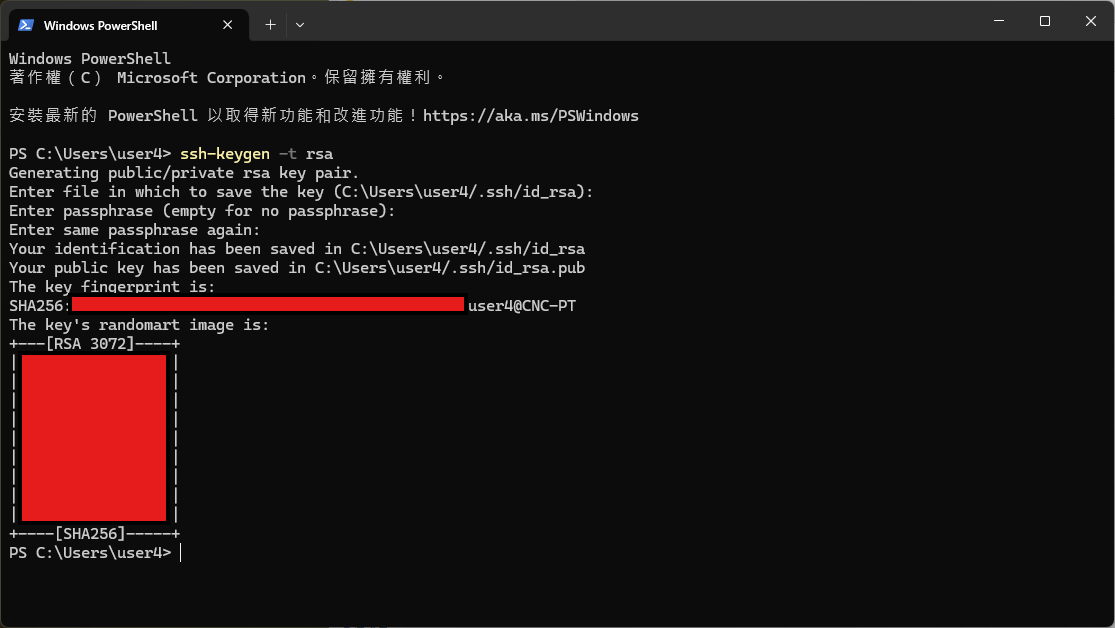 Windows PowerShell
Windows PowerShell
著作權（C） Microsoft Corporation。保留擁有權利。
安裝最新的 PowerShell 以取得新功能和改進功能！https://aka.ms/PSWindows
PS C:\Users\user4> ssh-keygen -t rsa
Generating public/private rsa key pair.
Enter file in which to save the key (C:\Users\user4/.ssh/id_rsa):
Enter passphrase (empty for no passphrase):
Enter same passphrase again:
Your identification has been saved in C:\Users\user4/.ssh/id_rsa
Your public key has been saved in C:\Users\user4/.ssh/id_rsa.pub
The key fingerprint is:
SHA256: user4@CNC-PT
The key's randomart image is:
+---[RSA 3072]----+
| |
| |
| |
| |
| |
| |
| |
| |
| |
+----[SHA256]-----+
PS C:\Users\user4>